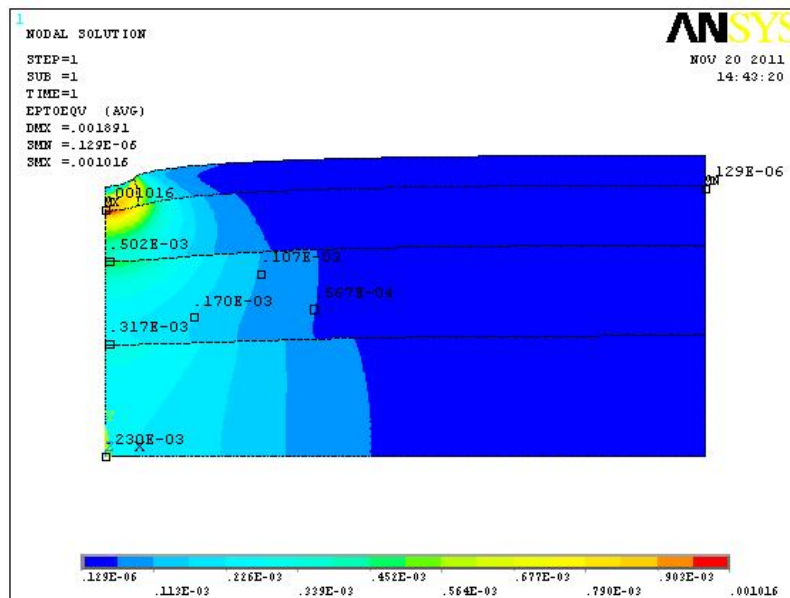 1
NODAL SOLUTION
STEP=1
SUB =1
TIME=1
EPTOEQV (AVG)
DMX =.001891
SMN =.129E-06
SMX =.001016
ANSYS
NOV 20 2011
14:43:20
.129E-06
MN
.001016
MX
.502E-03
.107E-03
.170E-03
.567E-04
.317E-03
.230E-03
X
.129E-06
.226E-03
.452E-03
.677E-03
.903E-03
.113E-03
.339E-03
.564E-03
.790E-03
.001016